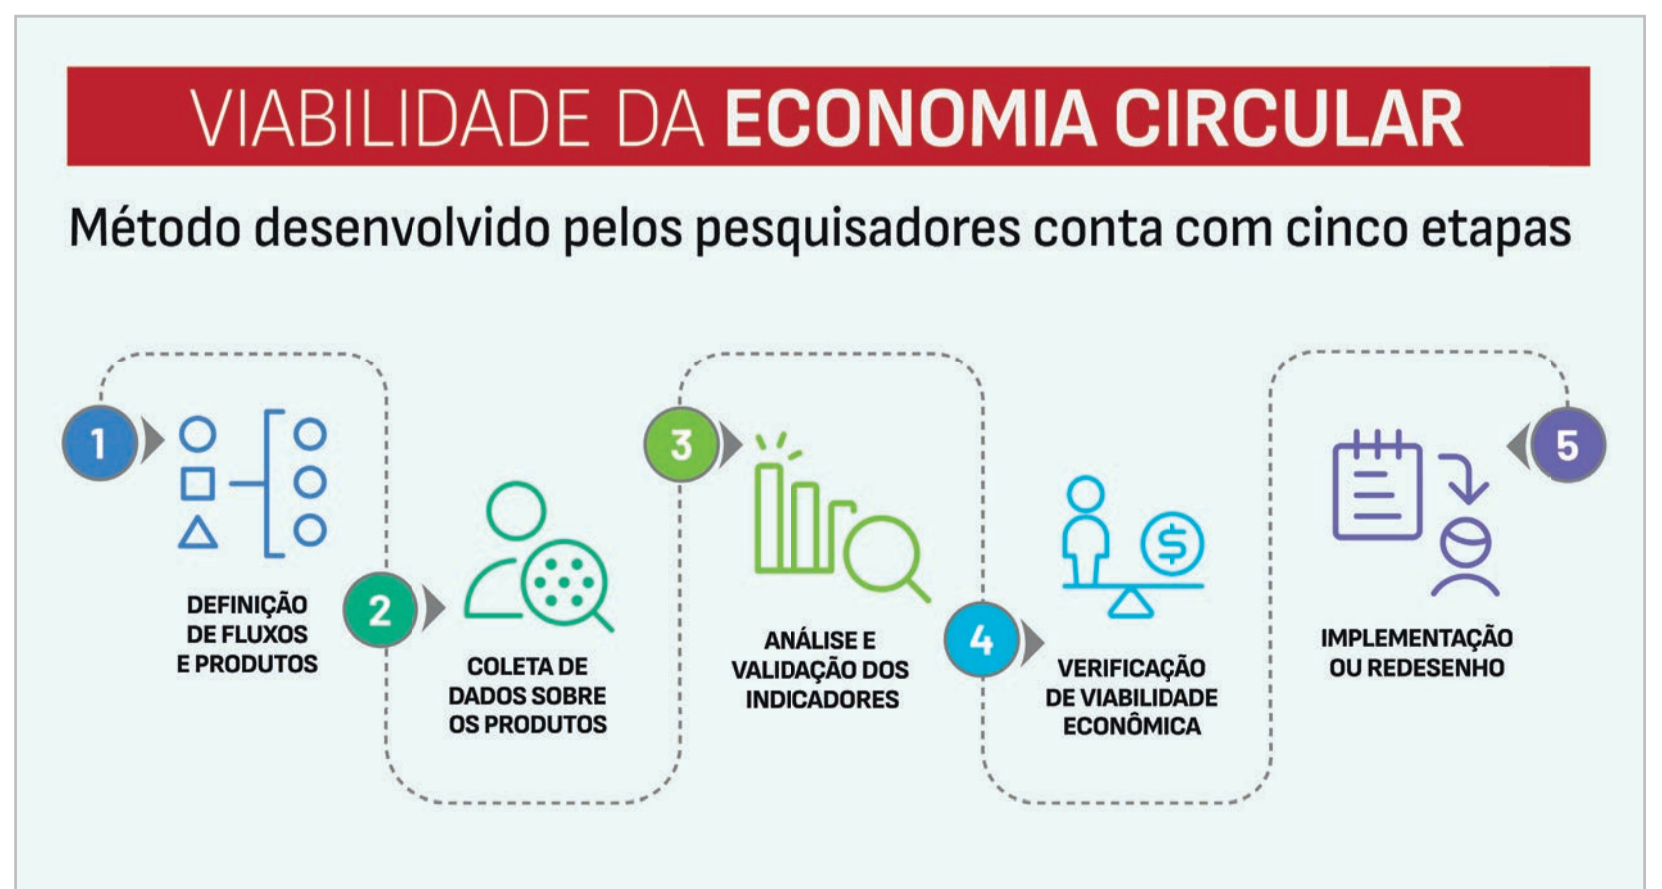 VIABILIDADE DA ECONOMIA CIRCULAR
Método desenvolvido pelos pesquisadores conta com cinco etapas
1
DEFINIÇÃO
DE FLUXOS
E PRODUTOS
2
COLETA DE
DADOS SOBRE
OS PRODUTOS
3
ANÁLISE E
VALIDAÇÃO DOS
INDICADORES
4
$
VERIFICAÇÃO
DE VIABILIDADE
ECONÔMICA
5
IMPLEMENTAÇÃO
OU REDESENHO